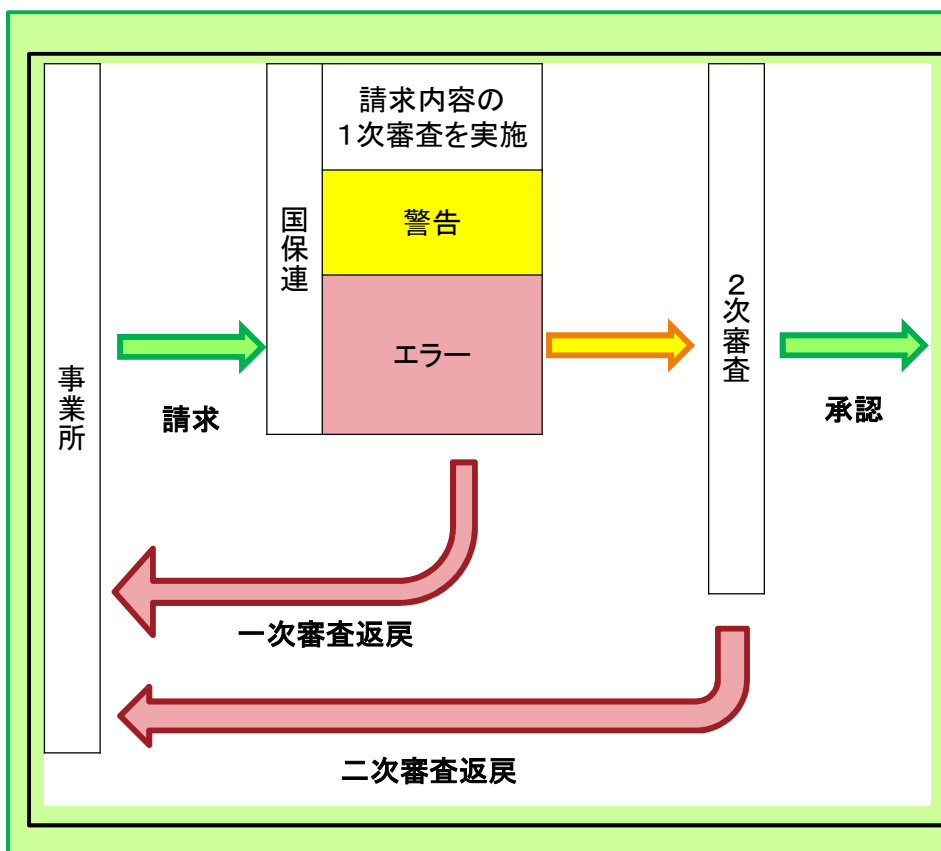 事業所
請求
国保連
請求内容の
１次審査を実施
警告
エラー
２次審査
承認
一次審査返戻
二次審査返戻